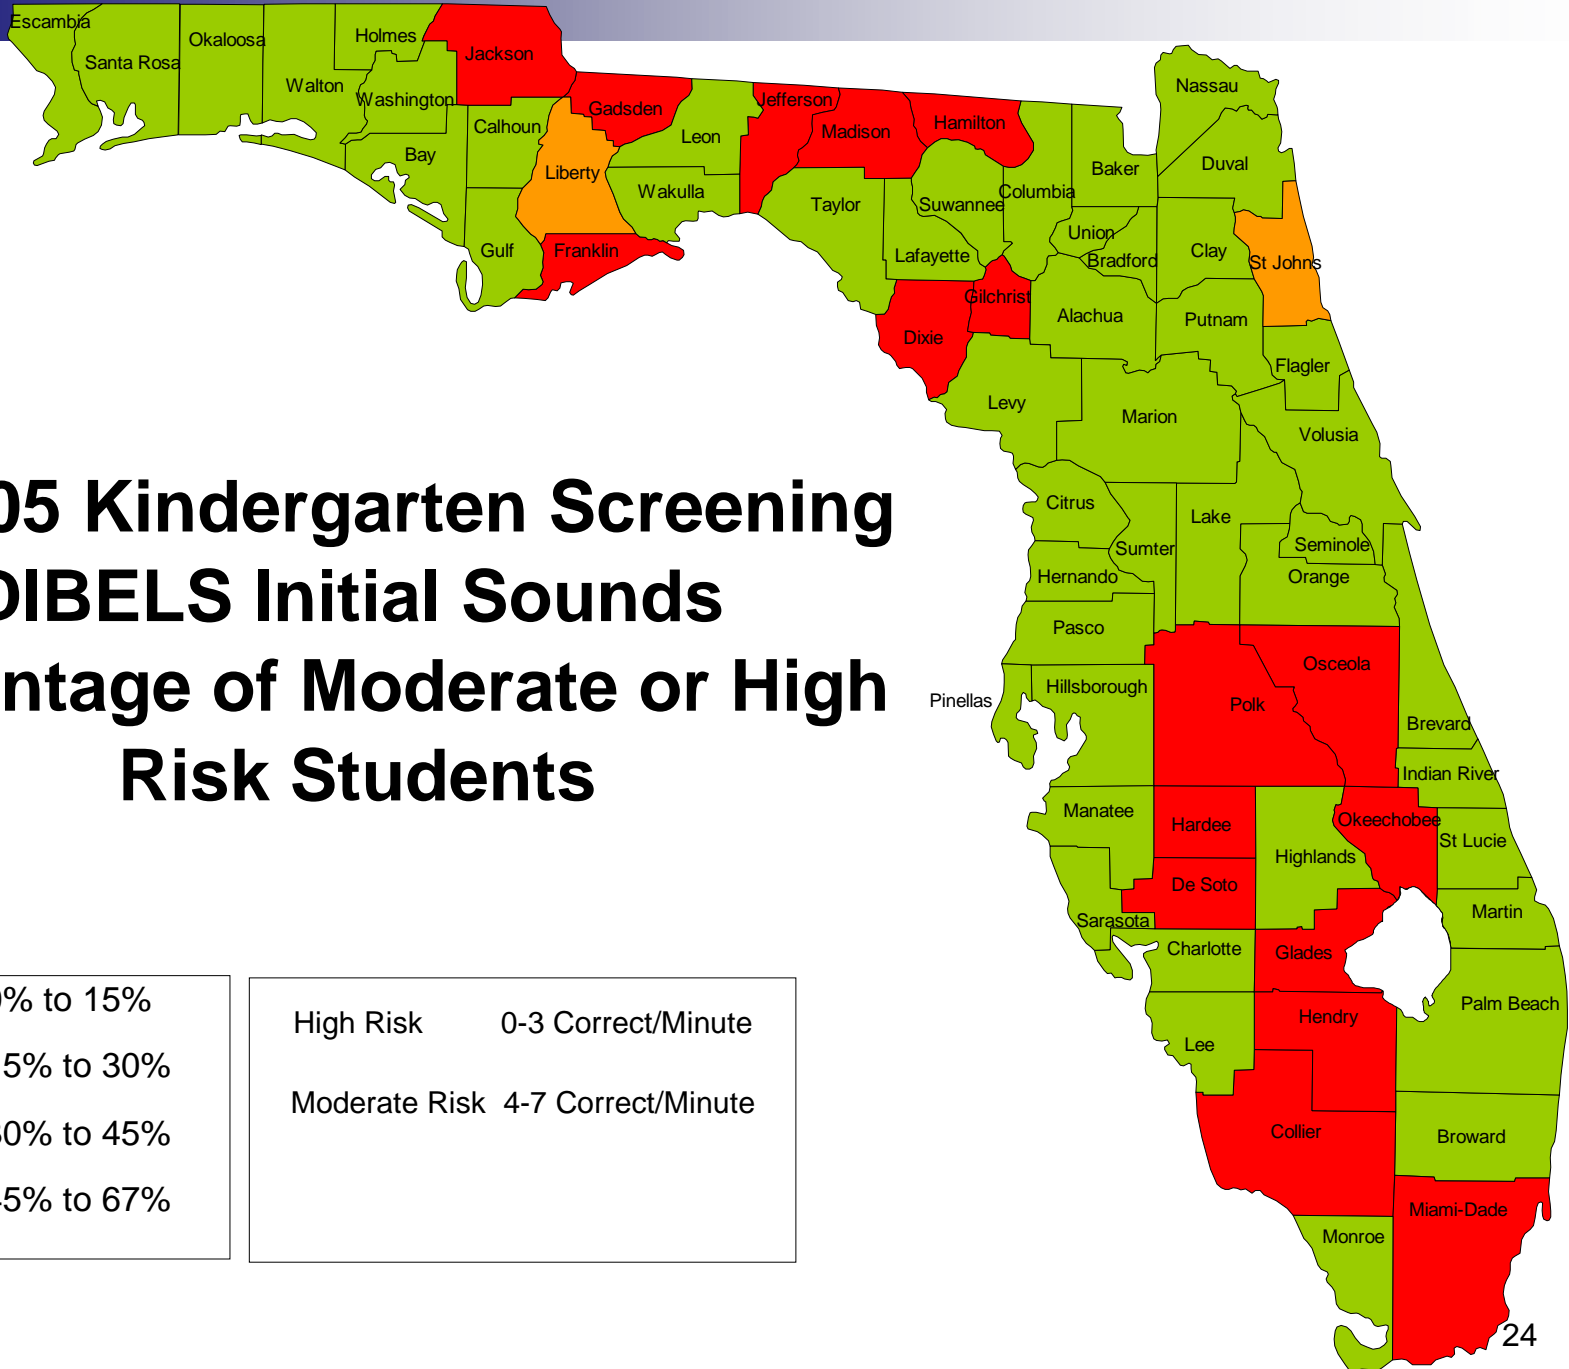 Escambia
Santa Rosa
Okaloosa
Walton
Holmes
Washington
Jackson
Bay
Calhoun
Gulf
Liberty
Gadsden
Franklin
Leon
Wakulla
Jefferson
Madison
Taylor
Hamilton
Suwannee
Lafayette
Columbia
Dixie
Gilchrist
Baker
Union
Bradford
Nassau
Duval
Clay
St Johns
Alachua
Putnam
Flagler
Levy
Marion
Volusia
Citrus
Sumter
Lake
Hernando
Seminole
Orange
Pasco
Pinellas
Hillsborough
Polk
Osceola
Brevard
Indian River
Manatee
Hardee
Highlands
Okeechobee
St Lucie
De Soto
Sarasota
Charlotte
Glades
Martin
Lee
Hendry
Palm Beach
Collier
Broward
Miami-Dade
Monroe
05 Kindergarten Screening
DIBELS Initial Sounds
ntage of Moderate or High
Risk Students
% to 15%
5% to 30%
0% to 45%
5% to 67%
High Risk 0-3 Correct/Minute
Moderate Risk 4-7 Correct/Minute
24